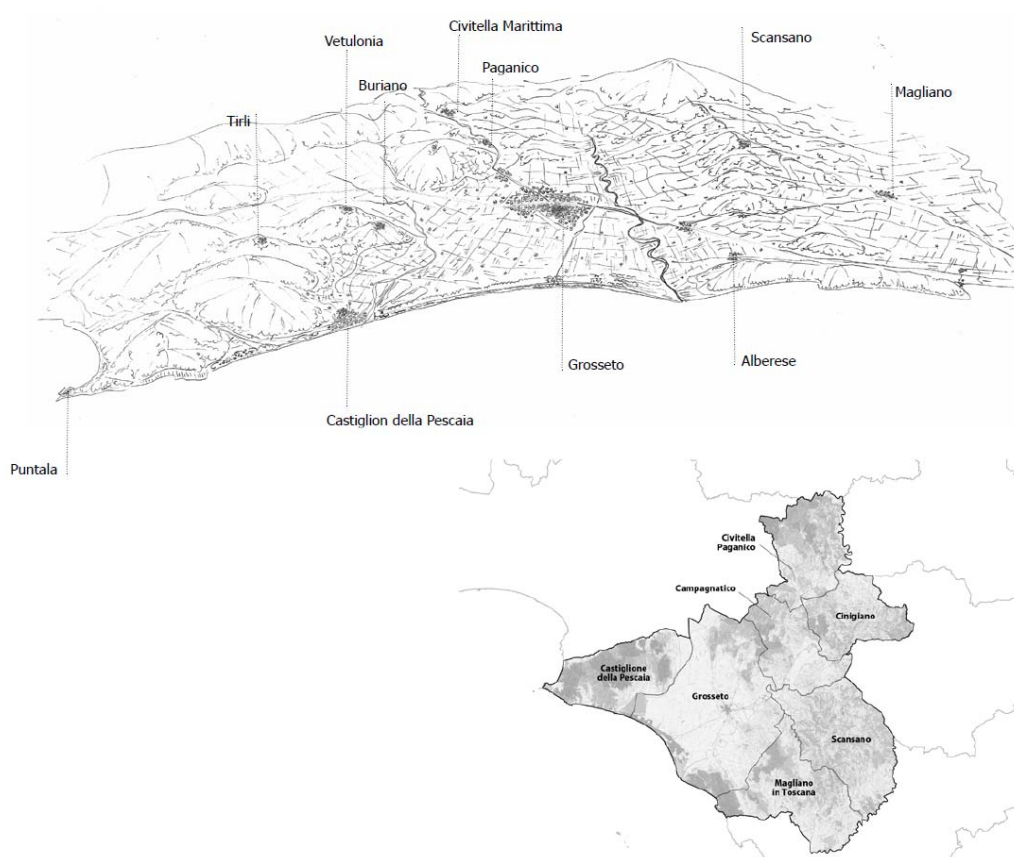 Civitella Marittima
Vetulonia
Scansano
Paganico
Buriano
Magliano
Tirli
Grosseto
Alberese
Castiglion della Pescaia
Puntala
Civitella
Paganico
Campagnatico
Cinigiano
Castiglione
della Pescaia
Grosseto
Scansano
Magliano
in Toscana